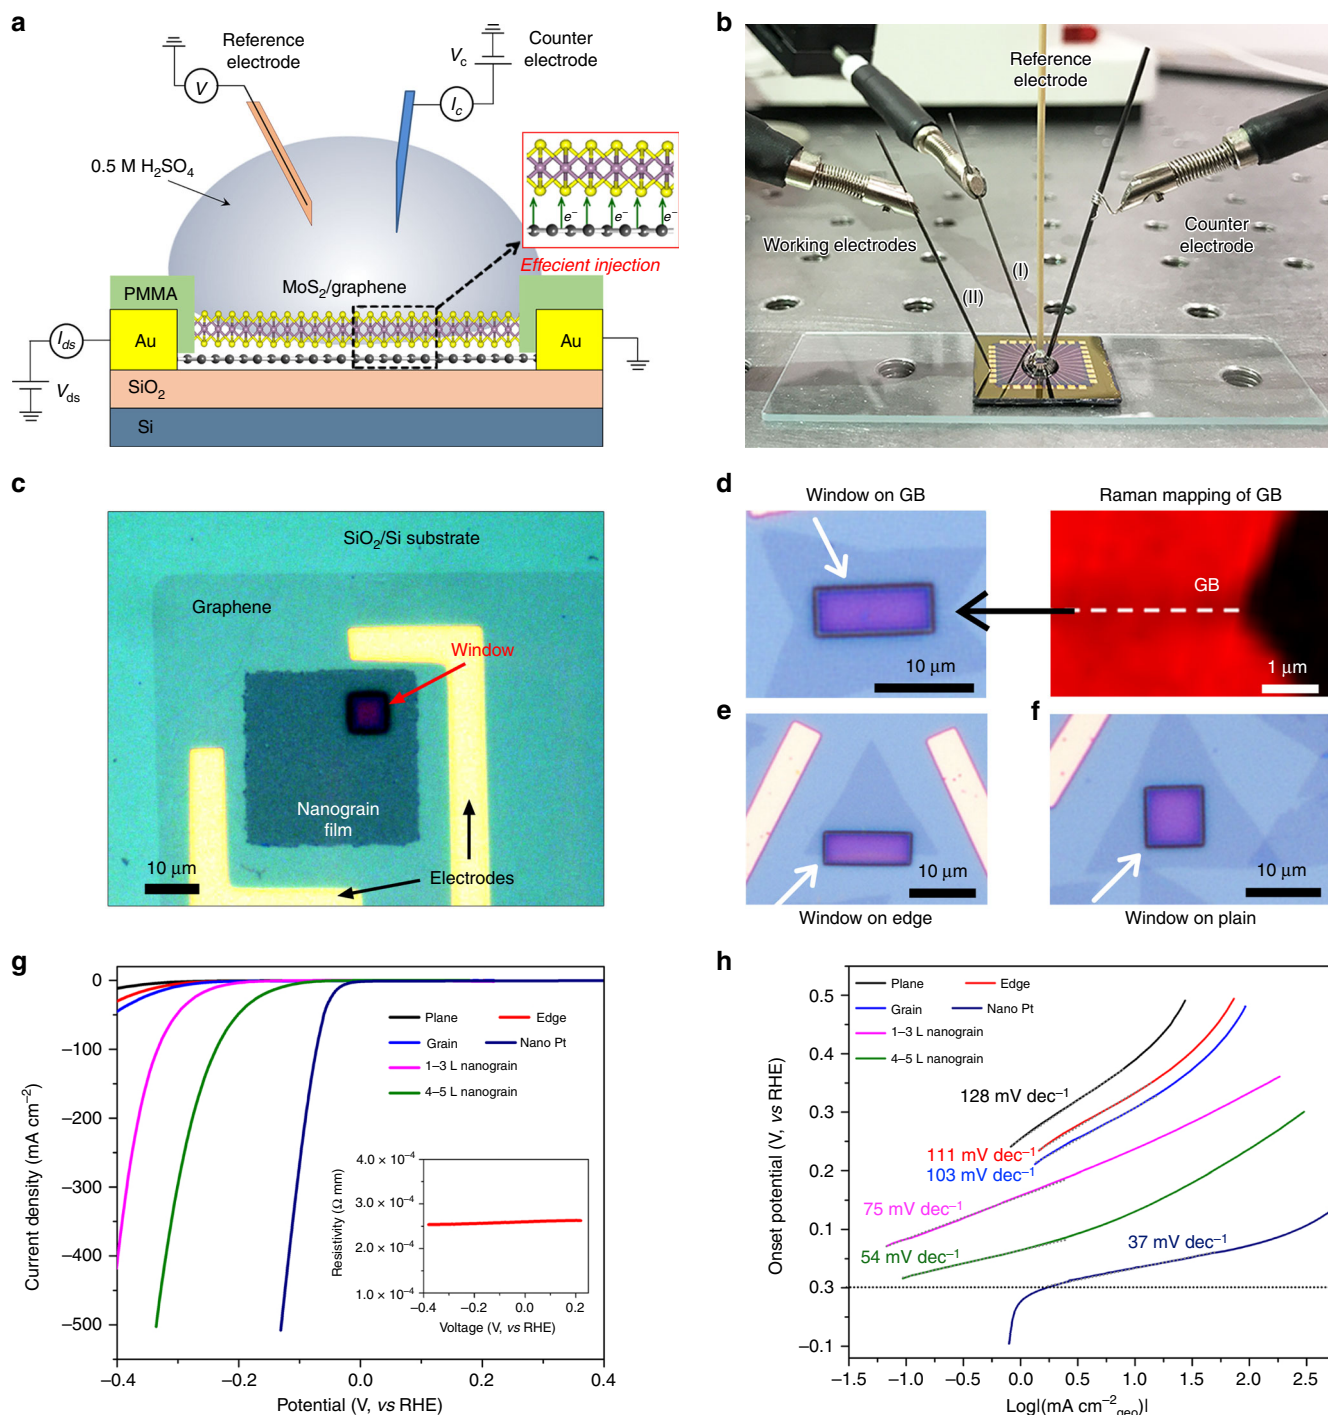 a
Reference
electrode
Counter
electrode
V
V_c
I_c
0.5 M H₂SO₄
e⁻ e⁻ e⁻
Effecient injection
PMMA
MoS₂/graphene
I_ds
Au
Au
V_ds
SiO₂
Si
b
Reference
electrode
Working electrodes
Counter
electrode
(I)
(II)
c
SiO₂/Si substrate
Graphene
Window
Nanograin
film
10 μm
Electrodes
d
Window on GB
10 μm
Raman mapping of GB
GB
1 μm
e
10 μm
Window on edge
f
10 μm
Window on plain
g
Current density (mA cm⁻²)
0
−100
−200
−300
−400
−500
−0.4 −0.2 0.0 0.2 0.4
Potential (V, vs RHE)
Plane Edge
Grain Nano Pt
1–3 L nanograin
4–5 L nanograin
Resistivity (Ω mm)
4.0 × 10⁻⁴
3.0 × 10⁻⁴
2.0 × 10⁻⁴
1.0 × 10⁻⁴
−0.4 −0.2 0.0 0.2
Voltage (V, vs RHE)
h
Onset potential (V, vs RHE)
0.5
0.4
0.3
0.2
0.1
0.3
−0.1
Plane Edge
Grain Nano Pt
1–3 L nanograin
4–5 L nanograin
128 mV dec⁻¹
111 mV dec⁻¹
103 mV dec⁻¹
75 mV dec⁻¹
54 mV dec⁻¹
37 mV dec⁻¹
−1.5 −1.0 −0.5 0.0 0.5 1.0 1.5 2.0 2.5
Log|(mA cm⁻²_geo)|